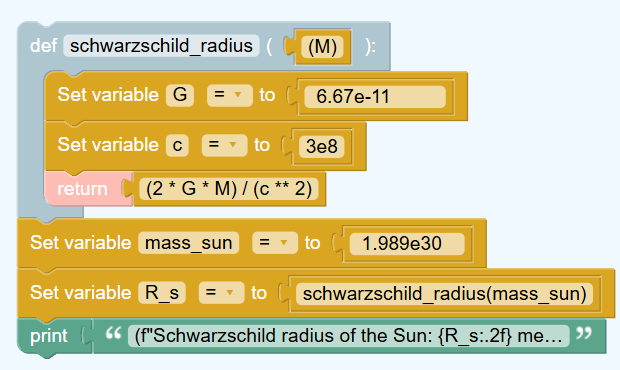 def schwarzschild_radius ( (M) ):
Set variable G = to 6.67e-11
Set variable c = to 3e8
return (2 * G * M) / (c ** 2)
Set variable mass_sun = to 1.989e30
Set variable R_s = to schwarzschild_radius(mass_sun)
print “ (f"Schwarzschild radius of the Sun: {R_s:.2f} me… ”